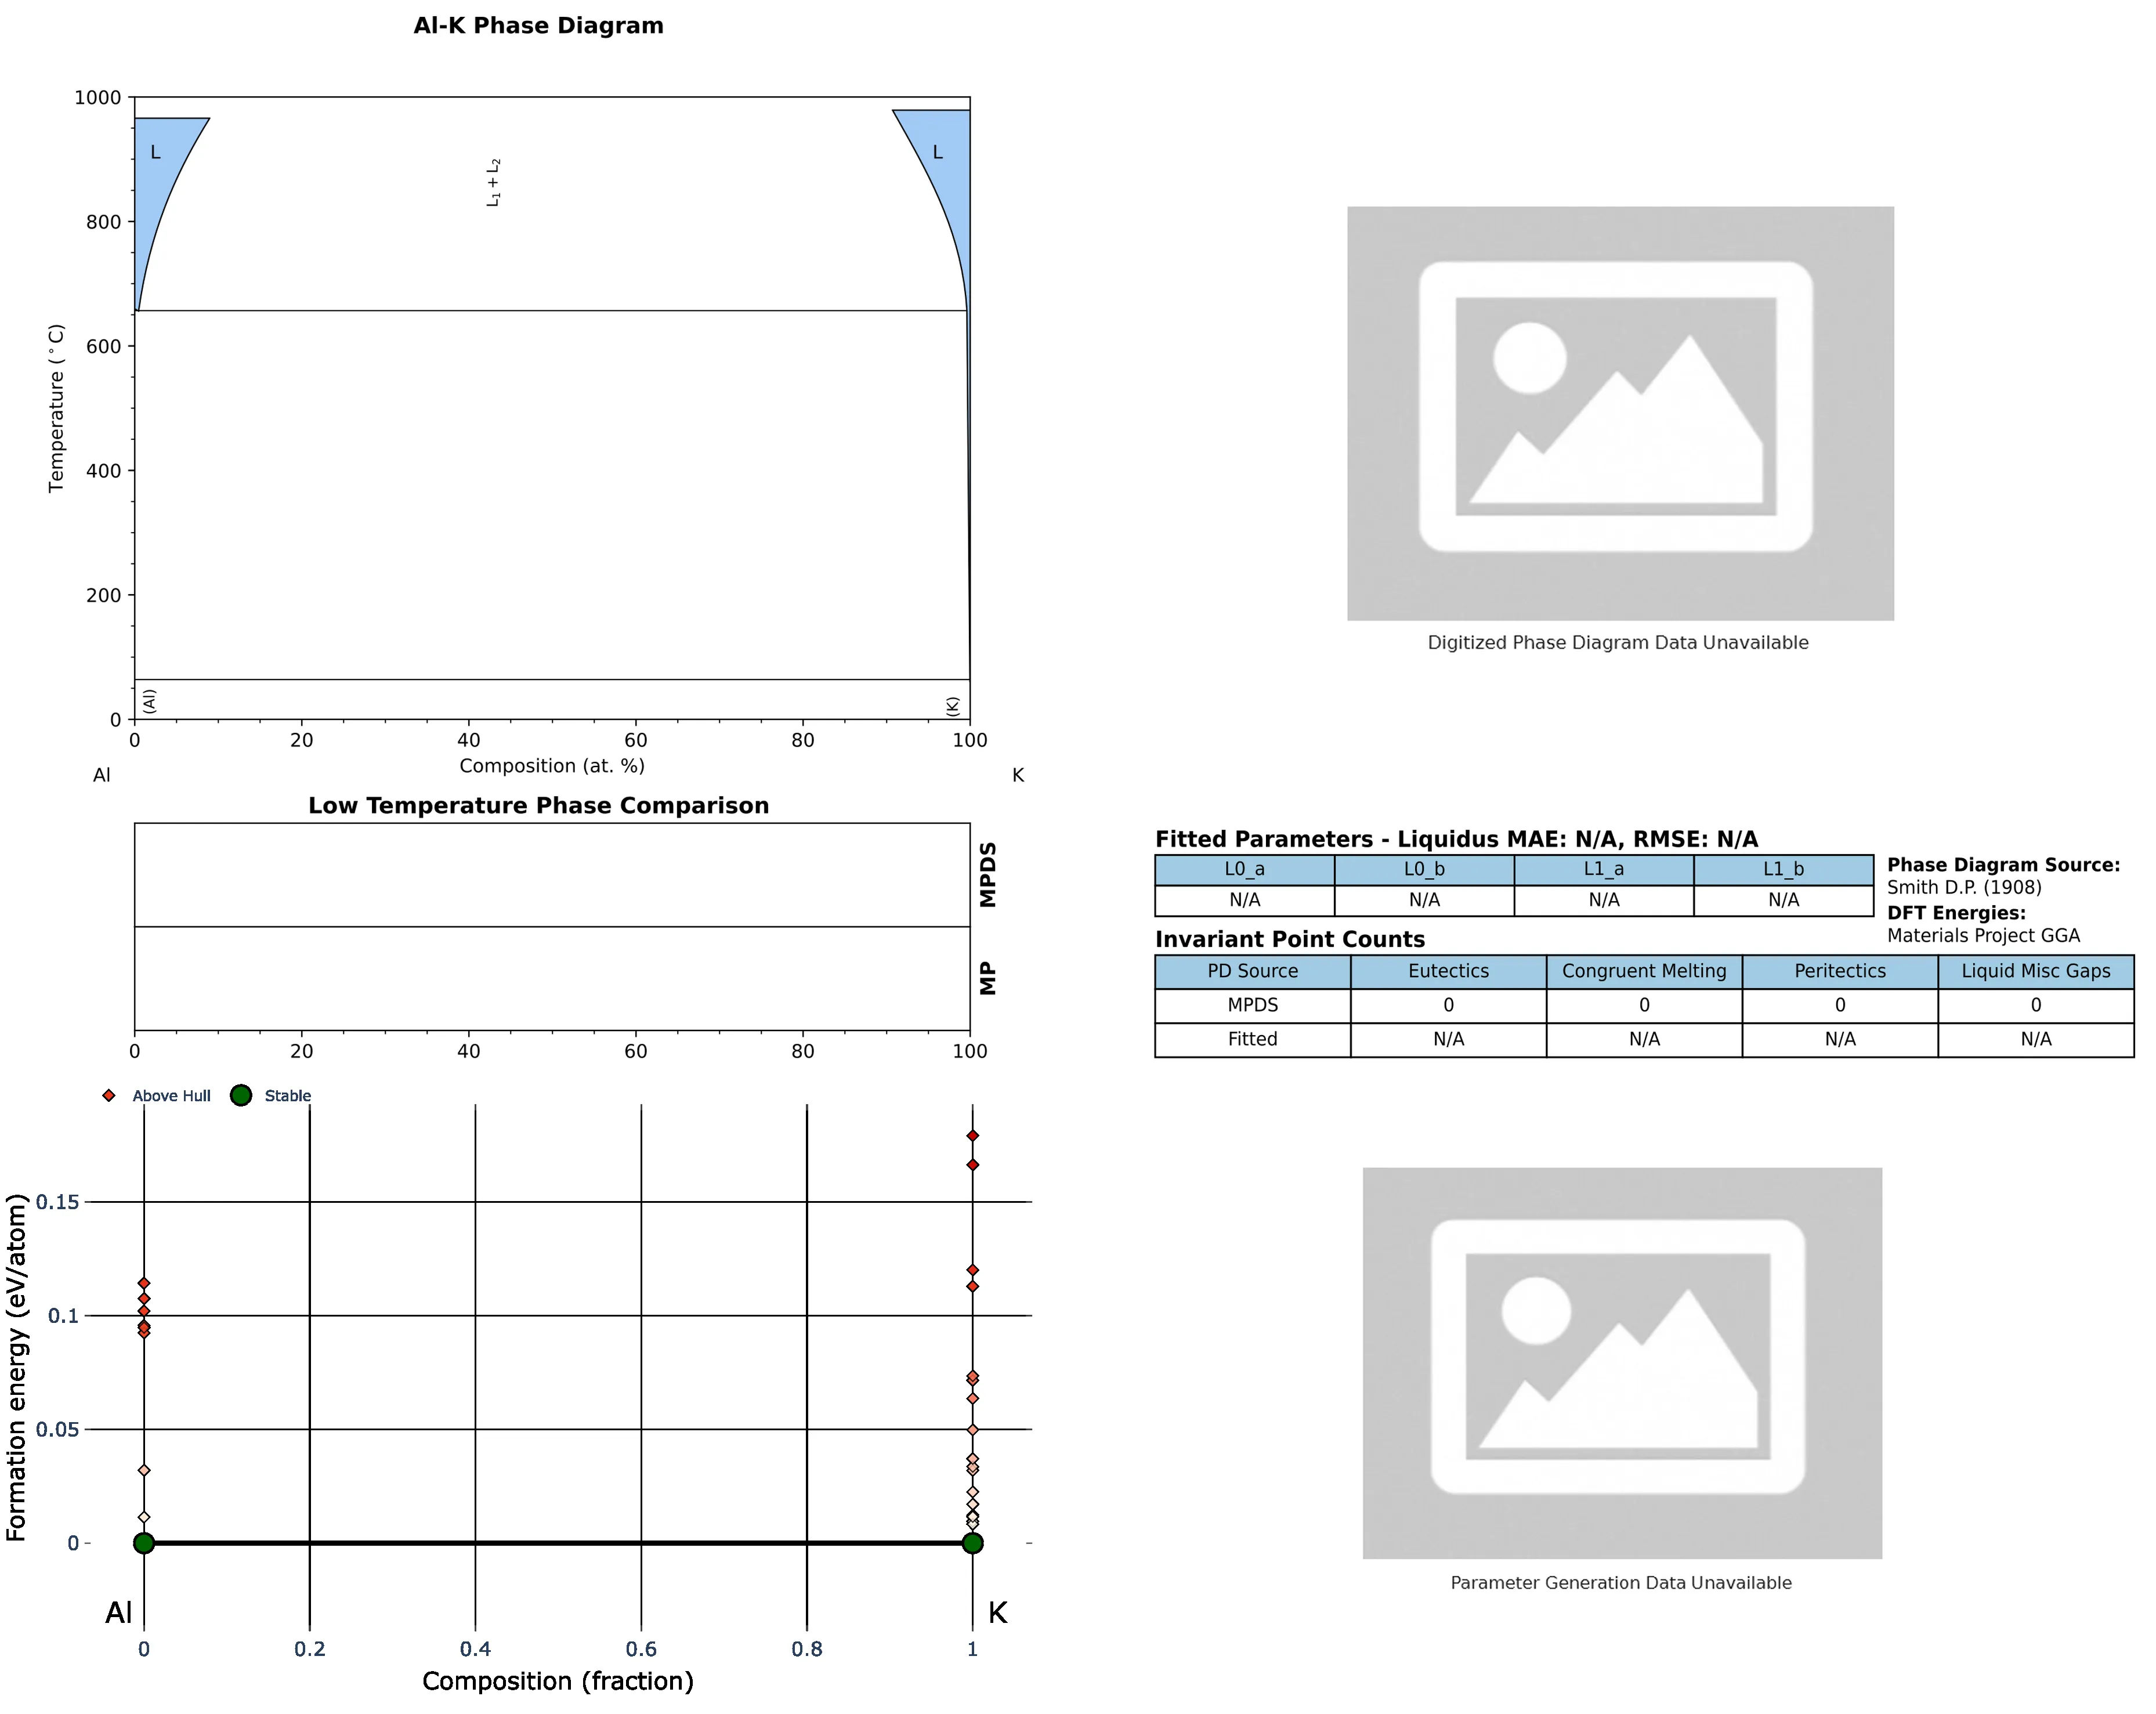 Al-K Phase Diagram
1000
800
600
400
200
0
Temperature (°C)
L
L₁ + L₂
L
(Al)
(K)
0 20 40 60 80 100
Composition (at. %)
Al K
Digitized Phase Diagram Data Unavailable
Low Temperature Phase Comparison
MPDS
MP
0 20 40 60 80 100
Fitted Parameters - Liquidus MAE: N/A, RMSE: N/A
L0_a L0_b L1_a L1_b
N/A N/A N/A N/A
Phase Diagram Source:
Smith D.P. (1908)
DFT Energies:
Materials Project GGA
Invariant Point Counts
PD Source Eutectics Congruent Melting Peritectics Liquid Misc Gaps
MPDS 0 0 0 0
Fitted N/A N/A N/A N/A
Above Hull Stable
0.15
0.1
0.05
0
Formation energy (eV/atom)
Al K
0 0.2 0.4 0.6 0.8 1
Composition (fraction)
Parameter Generation Data Unavailable